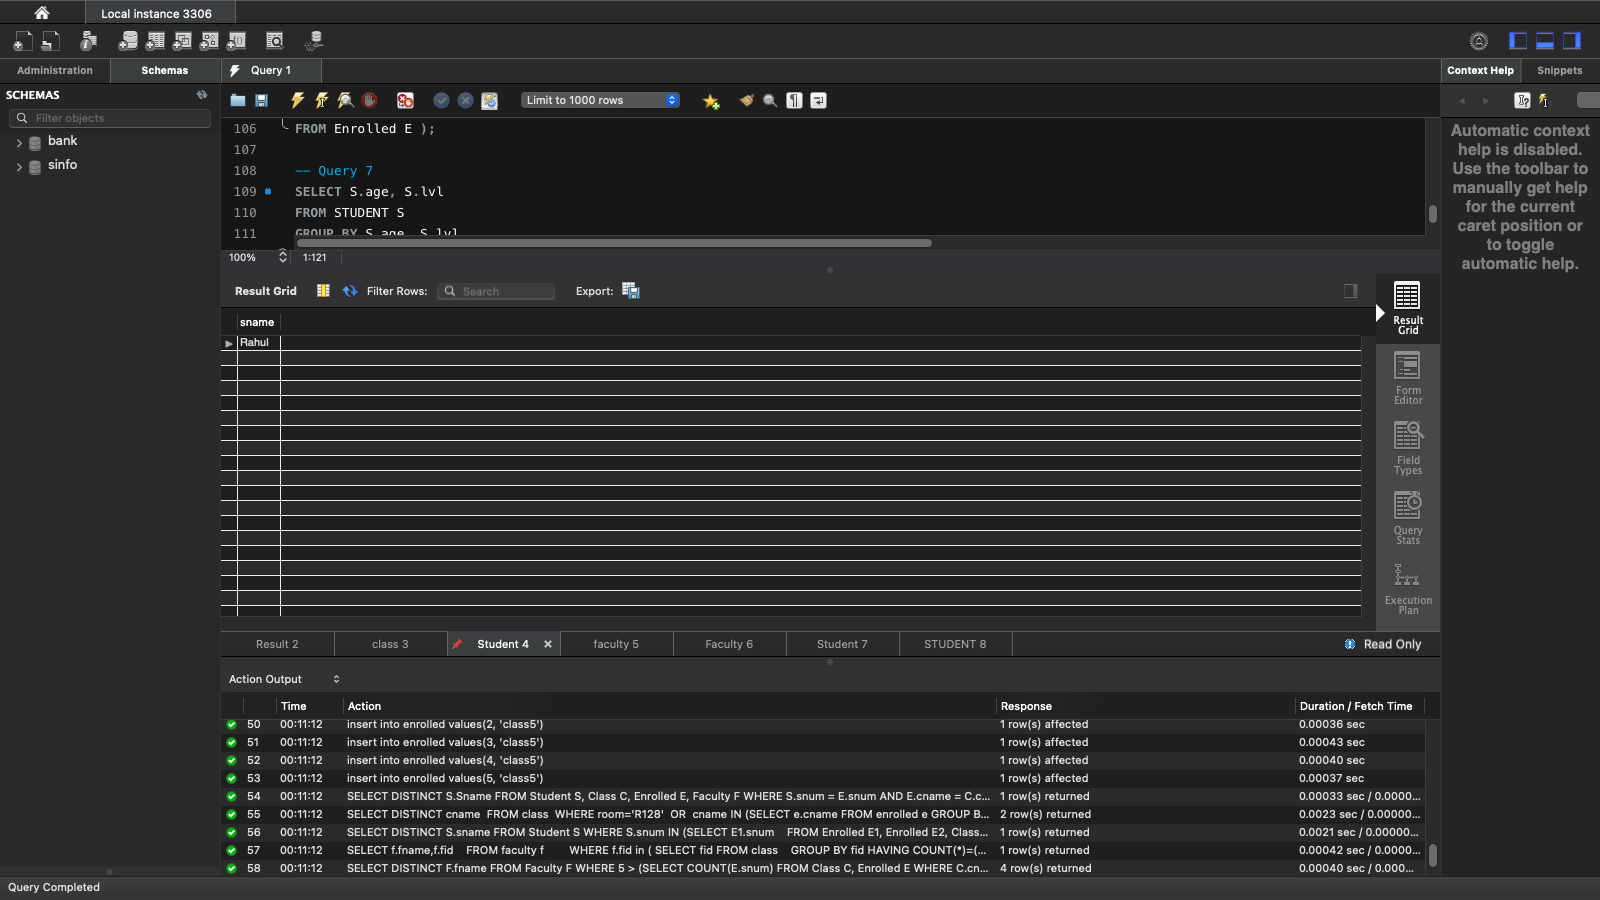 Local instance 3306
Administration
Schemas
Query 1
Context Help
Snippets
SCHEMAS
Filter objects
bank
sinfo
Limit to 1000 rows
106 FROM Enrolled E );
107
108 -- Query 7
109 SELECT S.age, S.lvl
110 FROM STUDENT S
111 GROUP BY S.age, S.lvl
100% 1:121
Automatic context
help is disabled.
Use the toolbar to
manually get help
for the current
caret position or
to toggle
automatic help.
Result Grid
Filter Rows:
Search
Export:
sname
Rahul
Result
Grid
Form
Editor
Field
Types
Query
Stats
Execution
Plan
Result 2
class 3
Student 4
faculty 5
Faculty 6
Student 7
STUDENT 8
Read Only
Action Output
Time Action Response Duration / Fetch Time
50 00:11:12 insert into enrolled values(2, 'class5') 1 row(s) affected 0.00036 sec
51 00:11:12 insert into enrolled values(3, 'class5') 1 row(s) affected 0.00043 sec
52 00:11:12 insert into enrolled values(4, 'class5') 1 row(s) affected 0.00040 sec
53 00:11:12 insert into enrolled values(5, 'class5') 1 row(s) affected 0.00037 sec
54 00:11:12 SELECT DISTINCT S.Sname FROM Student S, Class C, Enrolled E, Faculty F WHERE S.snum = E.snum AND E.cname = C.c... 1 row(s) returned 0.00033 sec / 0.0000...
55 00:11:12 SELECT DISTINCT cname FROM class WHERE room='R128' OR cname IN (SELECT e.cname FROM enrolled e GROUP B... 2 row(s) returned 0.0023 sec / 0.0000...
56 00:11:12 SELECT DISTINCT S.sname FROM Student S WHERE S.snum IN (SELECT E1.snum FROM Enrolled E1, Enrolled E2, Class... 1 row(s) returned 0.0021 sec / 0.00000...
57 00:11:12 SELECT f.fname,f.fid FROM faculty f WHERE f.fid in ( SELECT fid FROM class GROUP BY fid HAVING COUNT(*)=(... 1 row(s) returned 0.00042 sec / 0.000...
58 00:11:12 SELECT DISTINCT F.fname FROM Faculty F WHERE 5 > (SELECT COUNT(E.snum) FROM Class C, Enrolled E WHERE C.cn... 4 row(s) returned 0.00040 sec / 0.000...
Query Completed